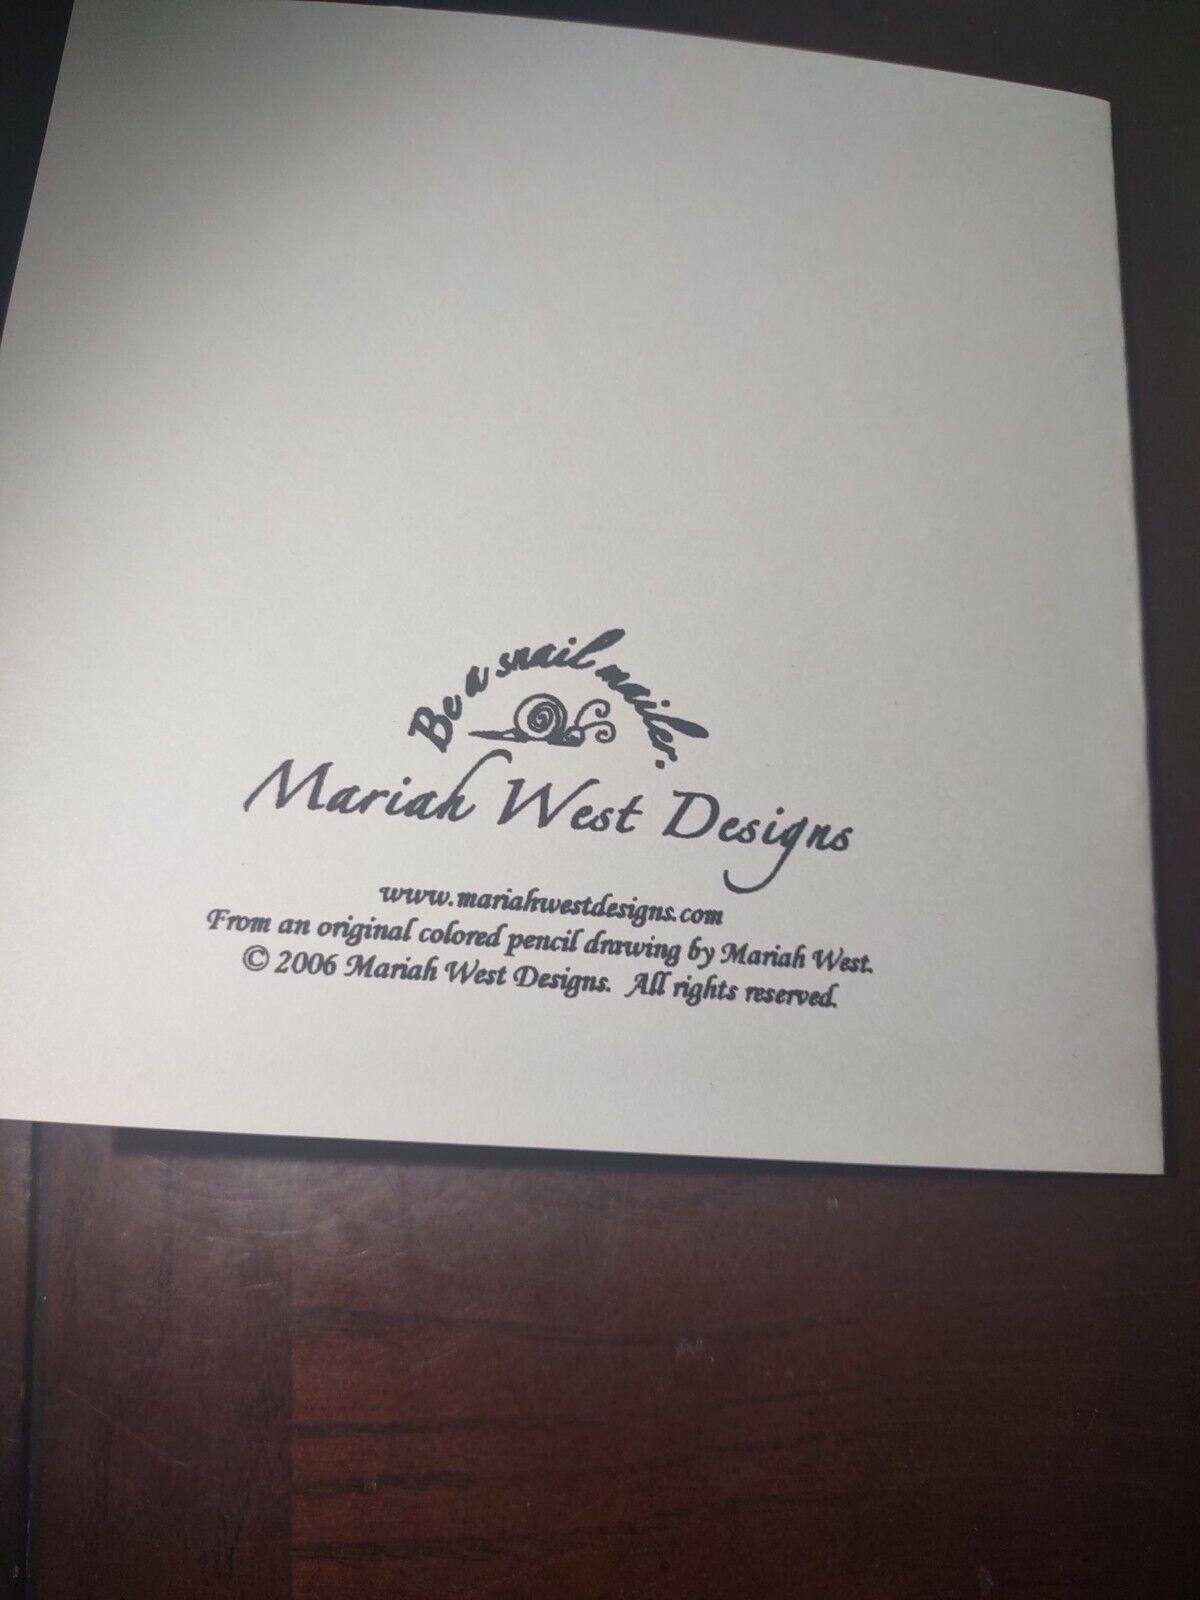 Be a snail mailer.
Mariah West Designs
www.mariahwestdesigns.com
From an original colored pencil drawing by Mariah West.
© 2006 Mariah West Designs. All rights reserved.